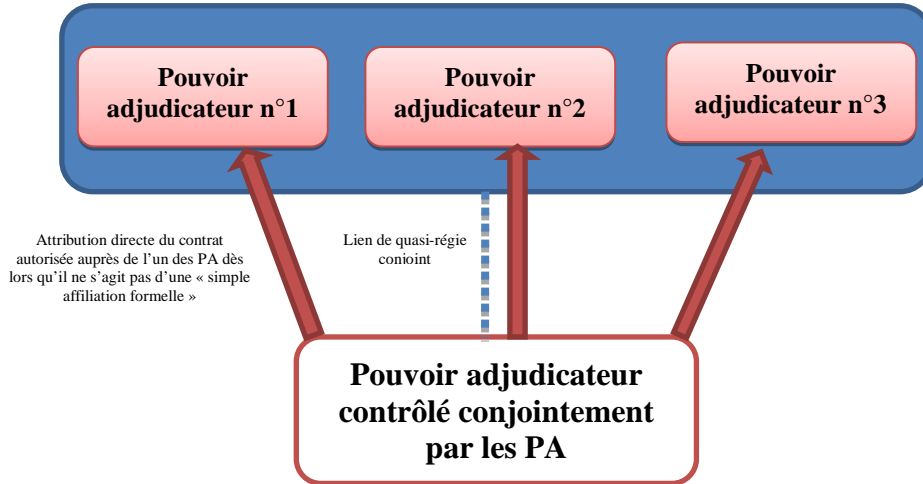 Pouvoir
adjudicateur n°1
Pouvoir
adjudicateur n°2
Pouvoir
adjudicateur n°3
Attribution directe du contrat
autorisée auprès de l’un des PA dès
lors qu’il ne s’agit pas d’une « simple
affiliation formelle »
Lien de quasi-régie
conioint
Pouvoir adjudicateur
contrôlé conjointement
par les PA